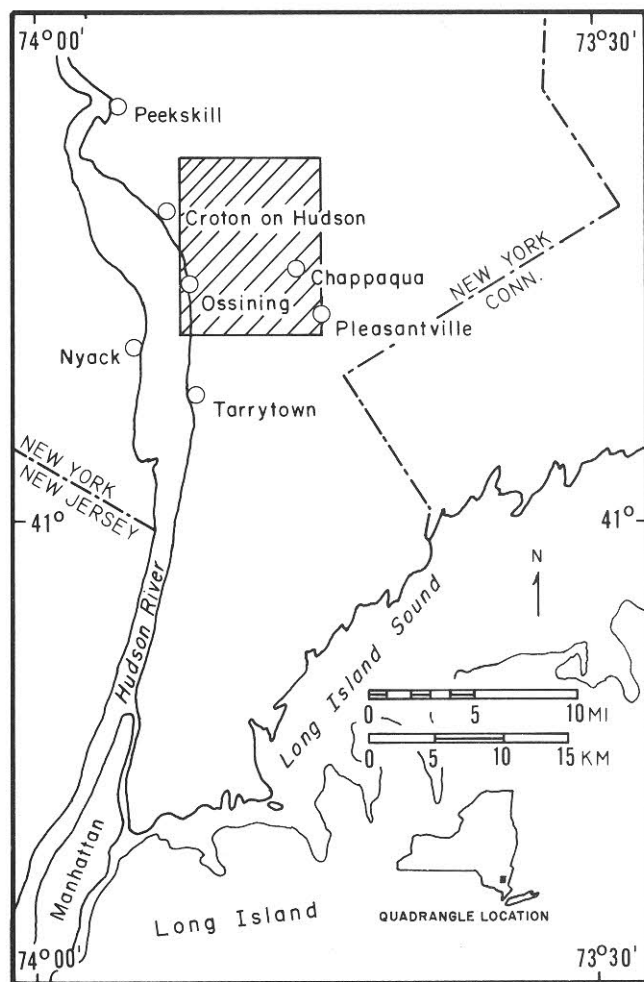 74°00'
73°30'
Peekskill
Croton on Hudson
Chappaqua
Ossining
Pleasantville
NEW YORK
CONN.
Nyack
Tarrytown
NEW YORK
NEW JERSEY
41°
41°
N
Hudson River
Long Island Sound
0 5 10 MI
0 5 10 15 KM
Manhattan
Long Island
QUADRANGLE LOCATION
74°00'
73°30'